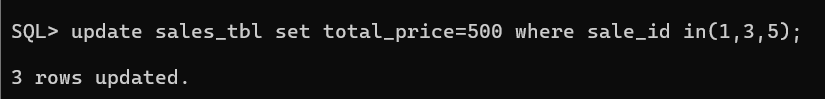 SQL> update sales_tbl set total_price=500 where sale_id in(1,3,5);
3 rows updated.